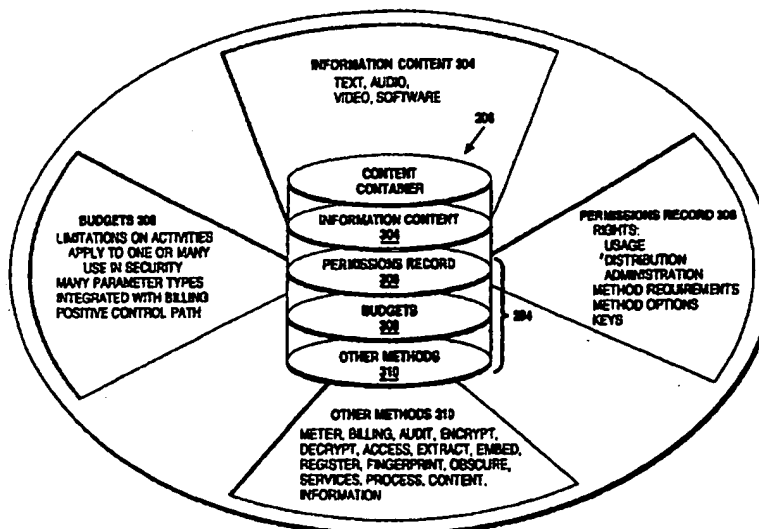 INFORMATION CONTENT 304
TEXT, AUDIO,
VIDEO, SOFTWARE
CONTENT
CONTAINER
INFORMATION CONTENT
304
PERMISSIONS RECORD
BUDGETS
OTHER METHODS
310
BUDGETS 308
LIMITATIONS ON ACTIVITIES
APPLY TO ONE OR MANY
USE IN SECURITY
MANY PARAMETER TYPES
INTEGRATED WITH BILLING
POSITIVE CONTROL PATH
PERMISSIONS RECORD
RIGHTS:
USAGE
DISTRIBUTION
ADMINISTRATION
METHOD REQUIREMENTS
METHOD OPTIONS
KEYS
OTHER METHODS 310
METER, BILLING, AUDIT, ENCRYPT,
DECRYPT, ACCESS, EXTRACT, EMBED,
REGISTER, FINGERPRINT, OBSCURE,
SERVICES, PROCESS, CONTENT,
INFORMATION